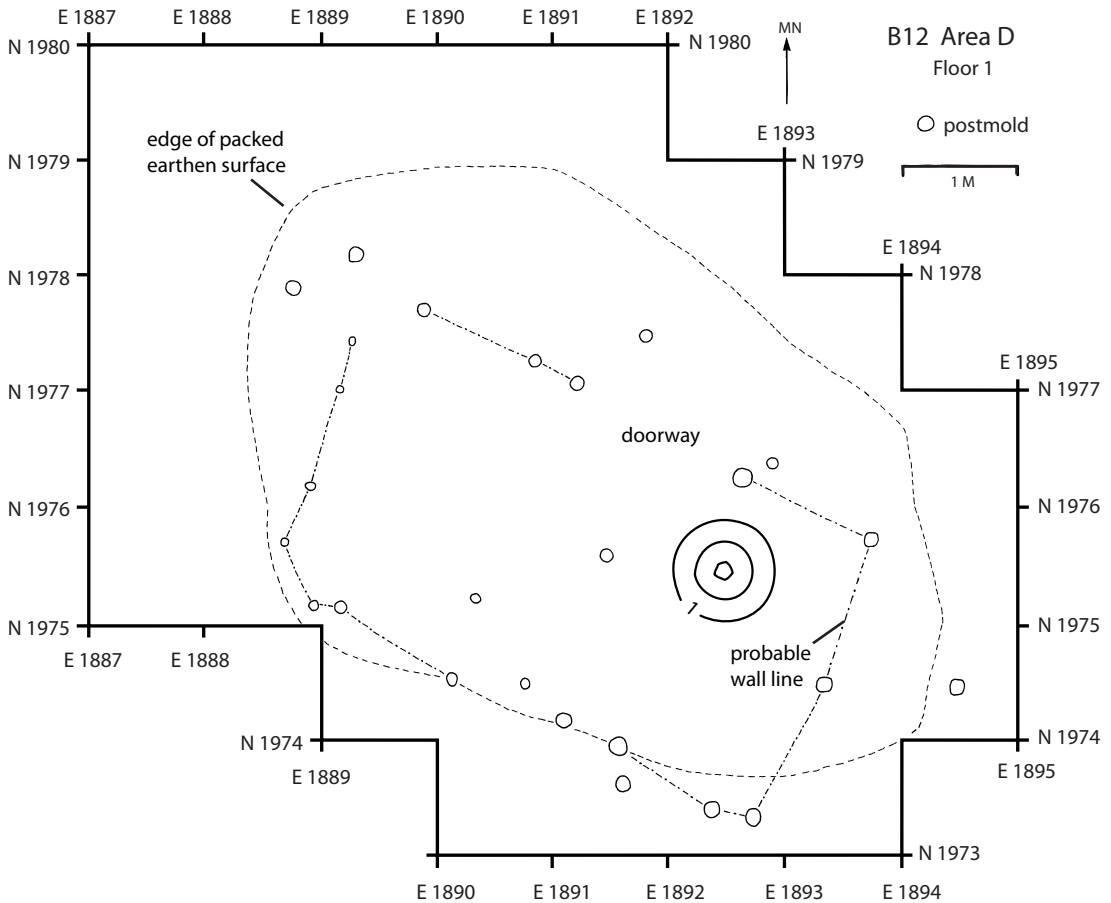 E 1887
E 1888
E 1889
E 1890
E 1891
E 1892
N 1980
N 1980
MN
B12 Area D
Floor 1
postmold
1 M
edge of packed
earthen surface
E 1893
N 1979
N 1979
E 1894
N 1978
N 1978
E 1895
N 1977
N 1977
doorway
N 1976
N 1976
1
N 1975
N 1975
E 1887
E 1888
probable
wall line
N 1974
N 1974
E 1889
E 1895
N 1973
E 1890
E 1891
E 1892
E 1893
E 1894